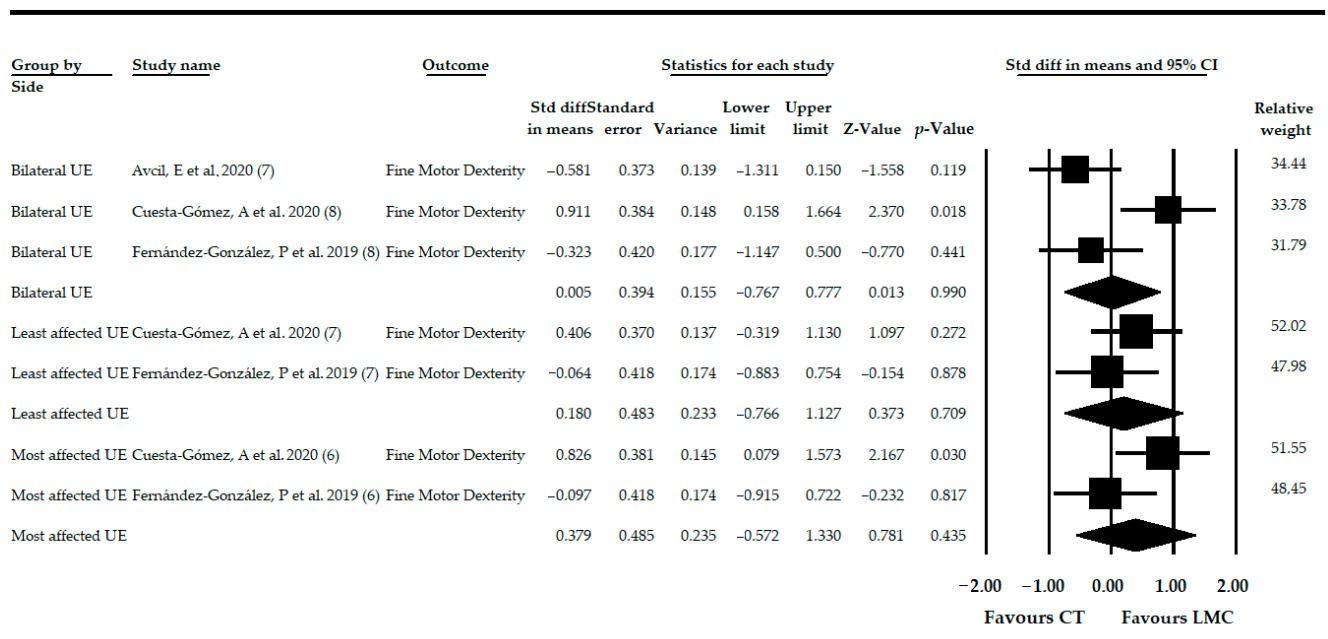 Group by Side Study name Outcome Statistics for each study Std diff in means and 95% CI
Std diff in means Standard error Variance Lower limit Upper limit Z-Value p-Value Relative weight
Bilateral UE Avcil, E et al. 2020 (7) Fine Motor Dexterity −0.581 0.373 0.139 −1.311 0.150 −1.558 0.119 34.44
Bilateral UE Cuesta-Gómez, A et al. 2020 (8) Fine Motor Dexterity 0.911 0.384 0.148 0.158 1.664 2.370 0.018 33.78
Bilateral UE Fernández-González, P et al. 2019 (8) Fine Motor Dexterity −0.323 0.420 0.177 −1.147 0.500 −0.770 0.441 31.79
Bilateral UE 0.005 0.394 0.155 −0.767 0.777 0.013 0.990
Least affected UE Cuesta-Gómez, A et al. 2020 (7) Fine Motor Dexterity 0.406 0.370 0.137 −0.319 1.130 1.097 0.272 52.02
Least affected UE Fernández-González, P et al. 2019 (7) Fine Motor Dexterity −0.064 0.418 0.174 −0.883 0.754 −0.154 0.878 47.98
Least affected UE 0.180 0.483 0.233 −0.766 1.127 0.373 0.709
Most affected UE Cuesta-Gómez, A et al. 2020 (6) Fine Motor Dexterity 0.826 0.381 0.145 0.079 1.573 2.167 0.030 51.55
Most affected UE Fernández-González, P et al. 2019 (6) Fine Motor Dexterity −0.097 0.418 0.174 −0.915 0.722 −0.232 0.817 48.45
Most affected UE 0.379 0.485 0.235 −0.572 1.330 0.781 0.435
−2.00 −1.00 0.00 1.00 2.00
Favours CT Favours LMC